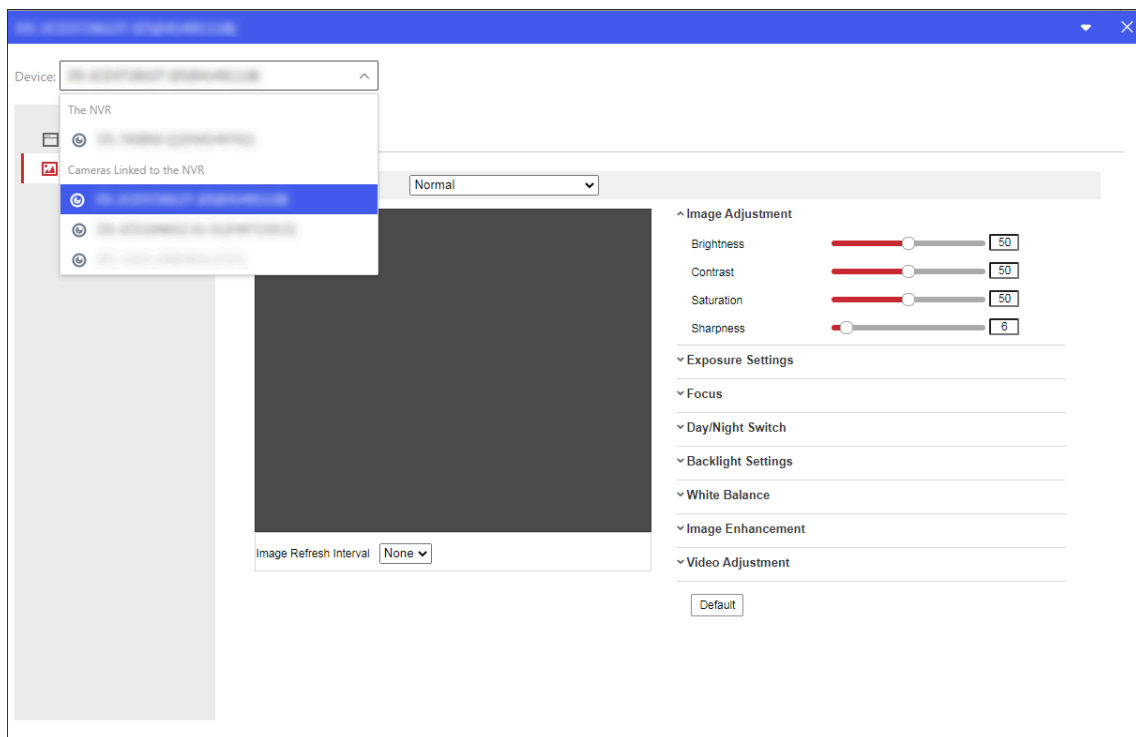 Device:
The NVR
Cameras Linked to the NVR
Normal
Image Adjustment
Brightness 50
Contrast 50
Saturation 50
Sharpness 6
Exposure Settings
Focus
Day/Night Switch
Backlight Settings
White Balance
Image Enhancement
Image Refresh Interval None
Video Adjustment
Default